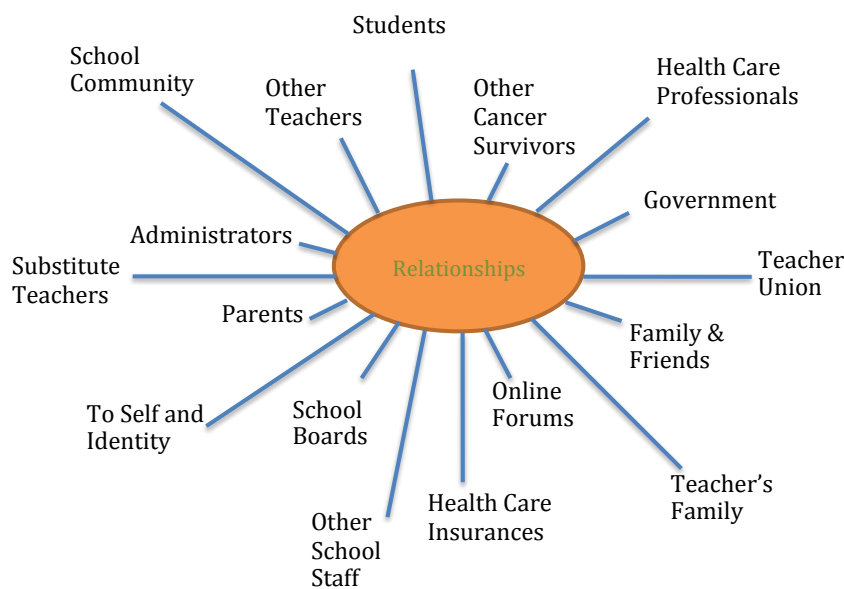 Students
School
Community
Other
Teachers
Other
Cancer
Survivors
Health Care
Professionals
Government
Administrators
Substitute
Teachers
Relationships
Teacher
Union
Parents
Family &
Friends
To Self and
Identity
School
Boards
Online
Forums
Teacher’s
Family
Health Care
Insurances
Other
School
Staff